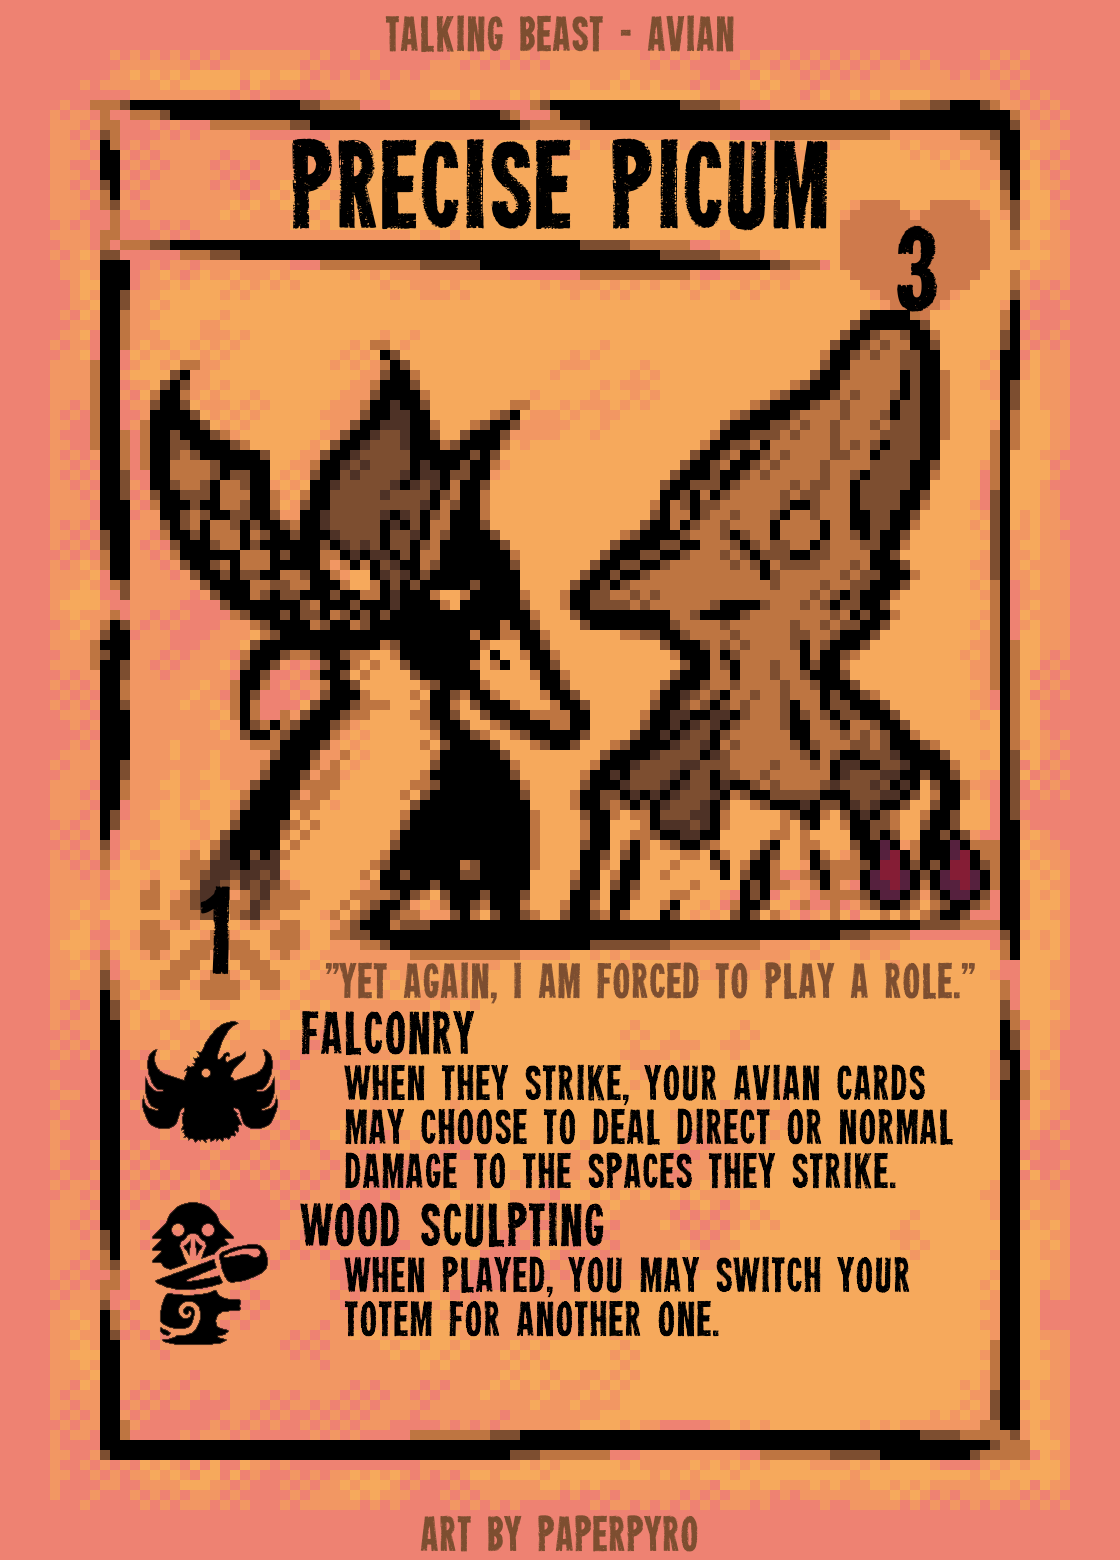 TALKING BEAST - AVIAN
PRECISE PICUM
3
1
"YET AGAIN, I AM FORCED TO PLAY A ROLE."
FALCONRY
WHEN THEY STRIKE, YOUR AVIAN CARDS
MAY CHOOSE TO DEAL DIRECT OR NORMAL
DAMAGE TO THE SPACES THEY STRIKE.
WOOD SCULPTING
WHEN PLAYED, YOU MAY SWITCH YOUR
TOTEM FOR ANOTHER ONE.
ART BY PAPERPYRO